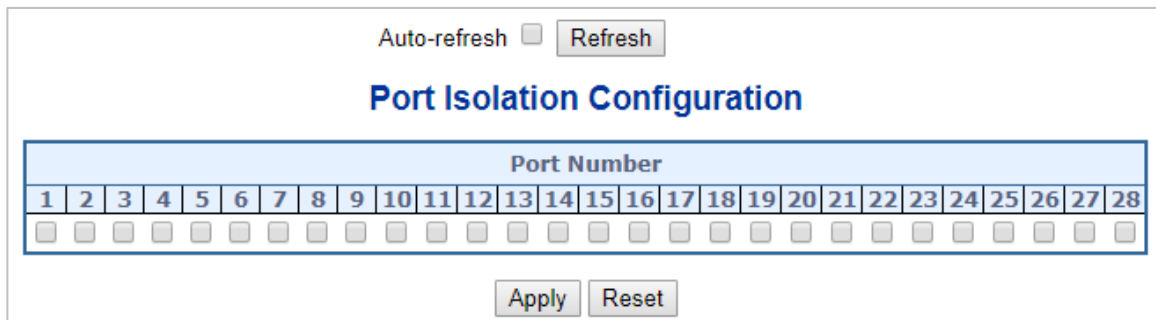 Auto-refresh Refresh
Port Isolation Configuration
Port Number
1 2 3 4 5 6 7 8 9 10 11 12 13 14 15 16 17 18 19 20 21 22 23 24 25 26 27 28
Apply Reset